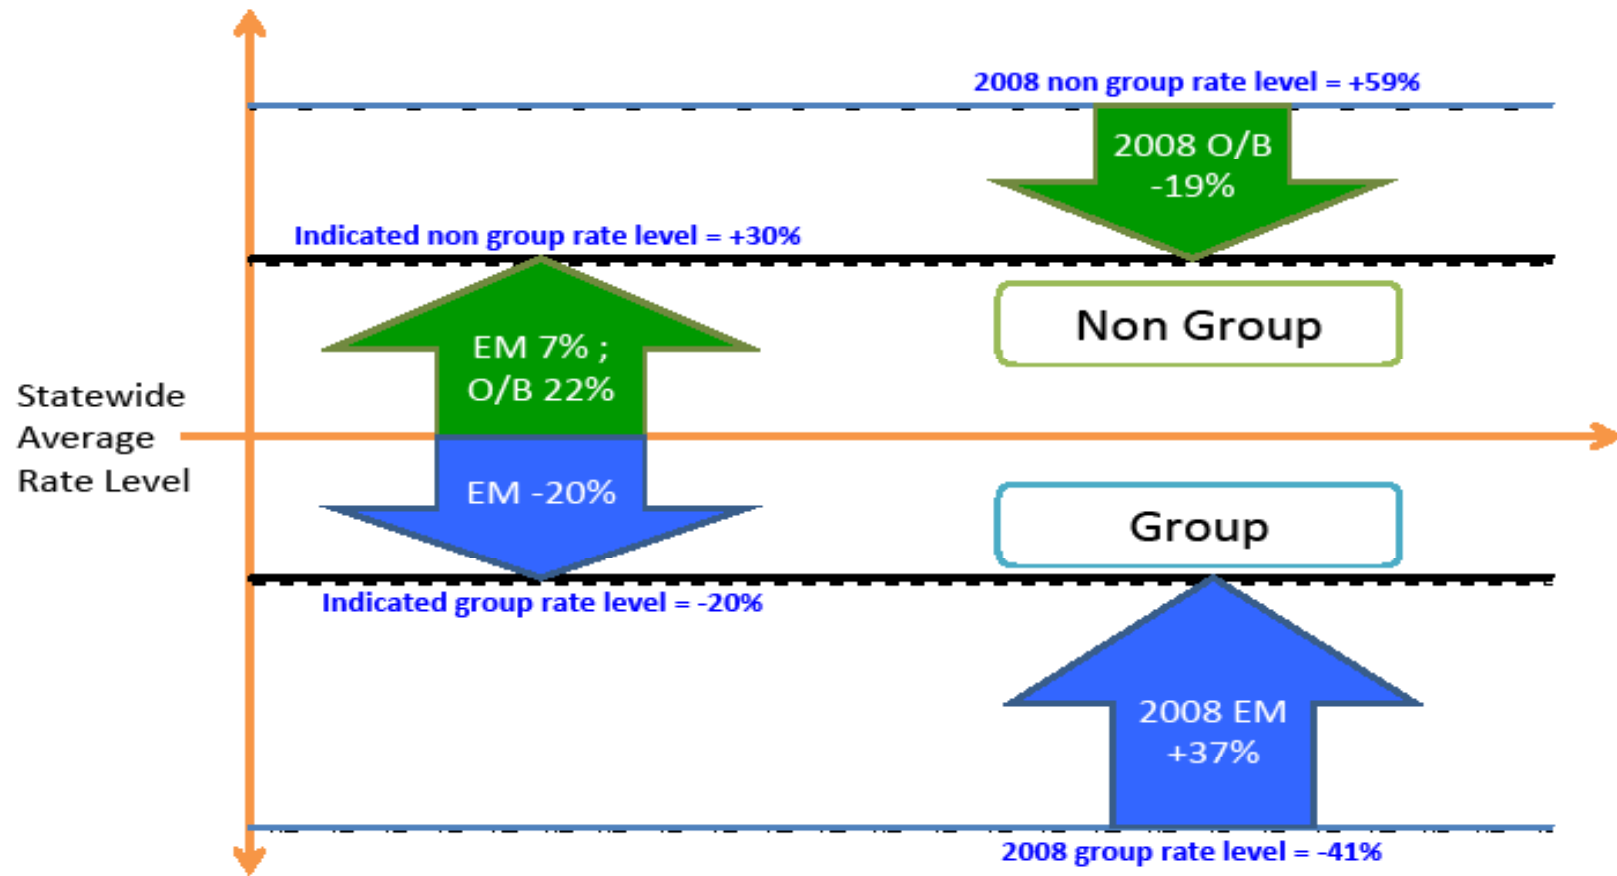 2008 non group rate level = +59%
2008 O/B
-19%
Indicated non group rate level = +30%
Non Group
EM 7% ;
O/B 22%
Statewide
Average
Rate Level
EM -20%
Group
Indicated group rate level = -20%
2008 EM
+37%
2008 group rate level = -41%